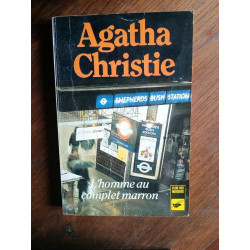 Agatha
Christie
SHEPHERDS BUSH STATION
L'homme au
complet marron